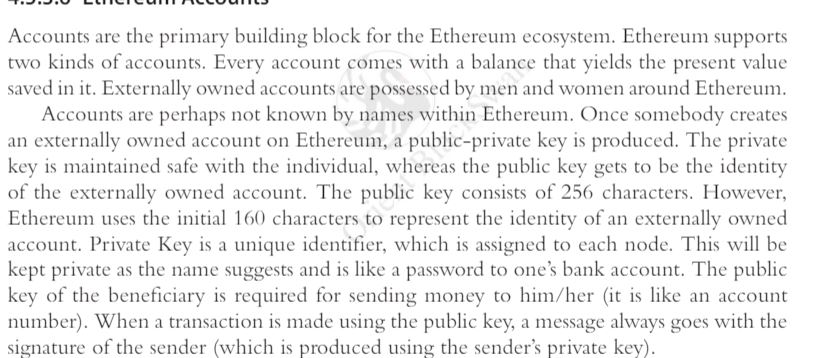 4.5.5.6 Ethereum Accounts
Accounts are the primary building block for the Ethereum ecosystem. Ethereum supports
two kinds of accounts. Every account comes with a balance that yields the present value
saved in it. Externally owned accounts are possessed by men and women around Ethereum.
Accounts are perhaps not known by names within Ethereum. Once somebody creates
an externally owned account on Ethereum, a public-private key is produced. The private
key is maintained safe with the individual, whereas the public key gets to be the identity
of the externally owned account. The public key consists of 256 characters. However,
Ethereum uses the initial 160 characters to represent the identity of an externally owned
account. Private Key is a unique identifier, which is assigned to each node. This will be
kept private as the name suggests and is like a password to one's bank account. The public
key of the beneficiary is required for sending money to him/her (it is like an account
number). When a transaction is made using the public key, a message always goes with the
signature of the sender (which is produced using the sender's private key).